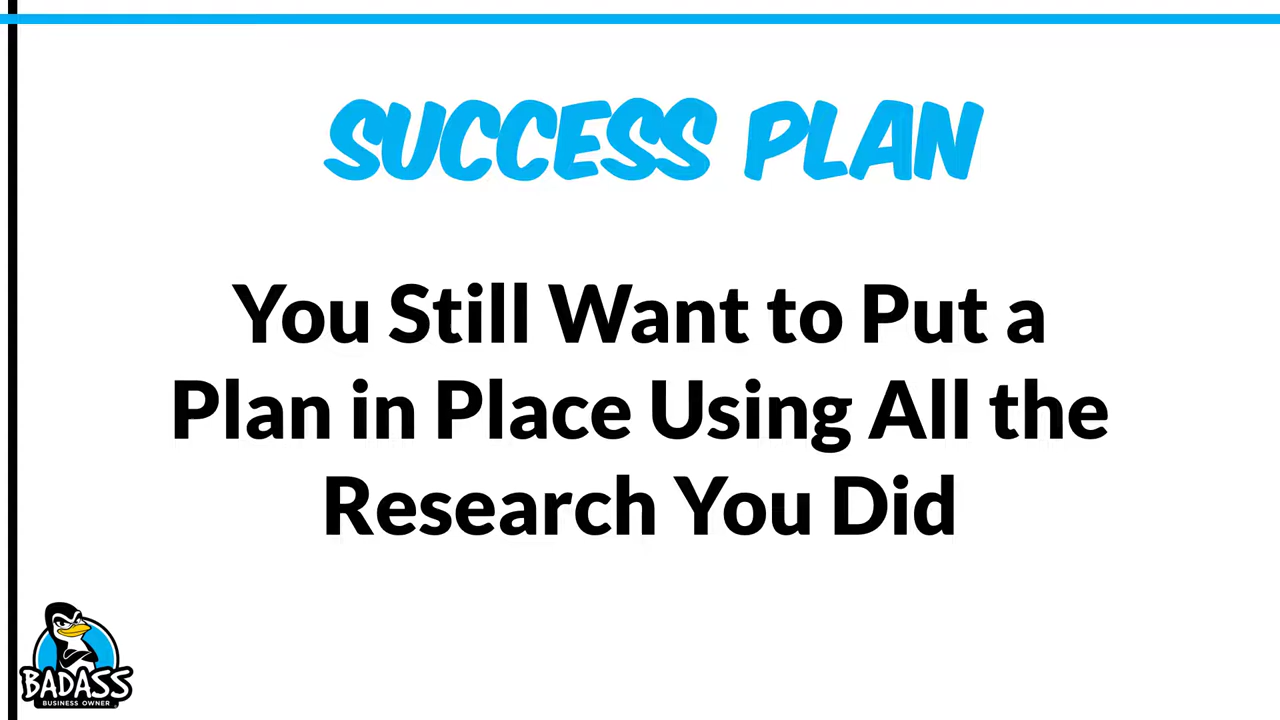 SUCCESS PLAN
You Still Want to Put a
Plan in Place Using All the
Research You Did
BADASS
BUSINESS OWNER